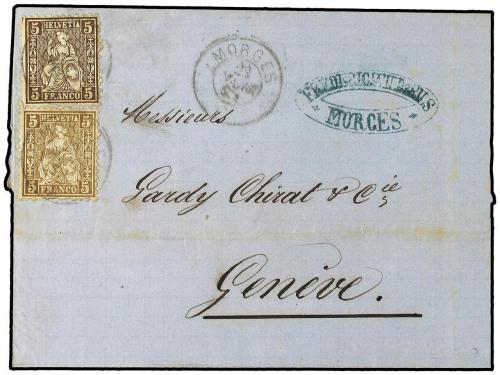 5 HELVETIA 5
5 FRANCO 5
5 HELVETIA 5
5 FRANCO 5
MORGES
MORGES
Messieurs
Gardy Chirat & Cie
Genève.